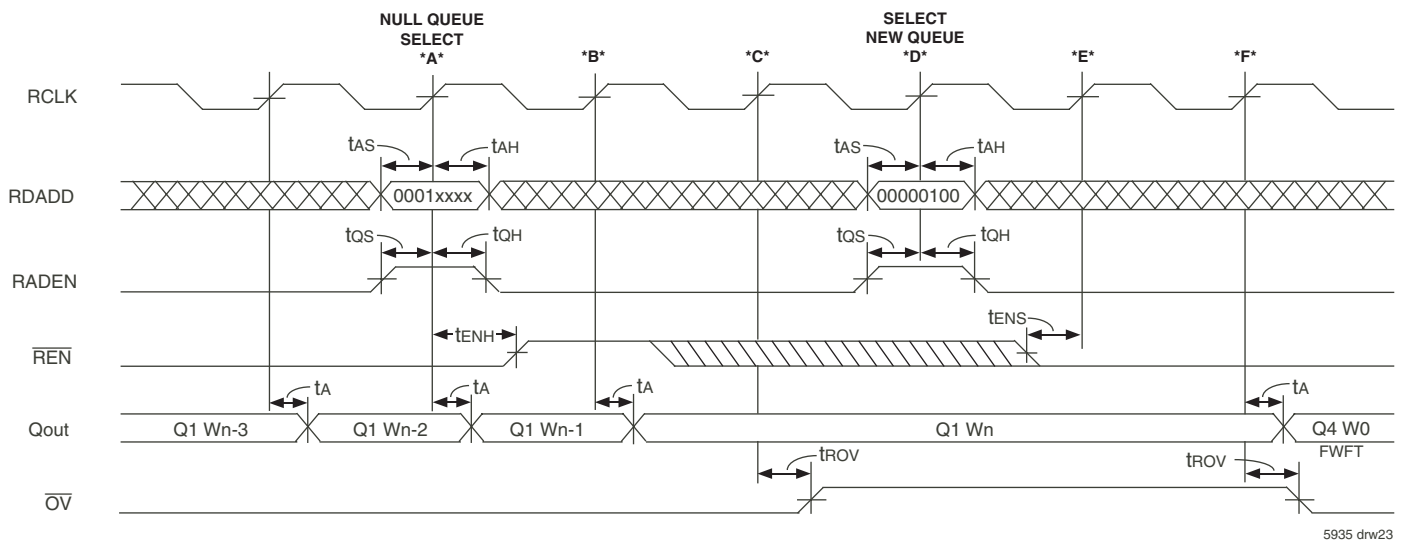 NULL QUEUE
SELECT
*A*
*B*
*C*
SELECT
NEW QUEUE
*D*
*E*
*F*
RCLK
tAS
tAH
tAS
tAH
RDADD
0001xxxx
00000100
tQS
tQH
tQS
tQH
RADEN
tENH
tENS
REN
tA
tA
tA
tA
Qout
Q1 Wn-3
Q1 Wn-2
Q1 Wn-1
Q1 Wn
Q4 W0
FWFT
tROV
tROV
OV
5935 drw23